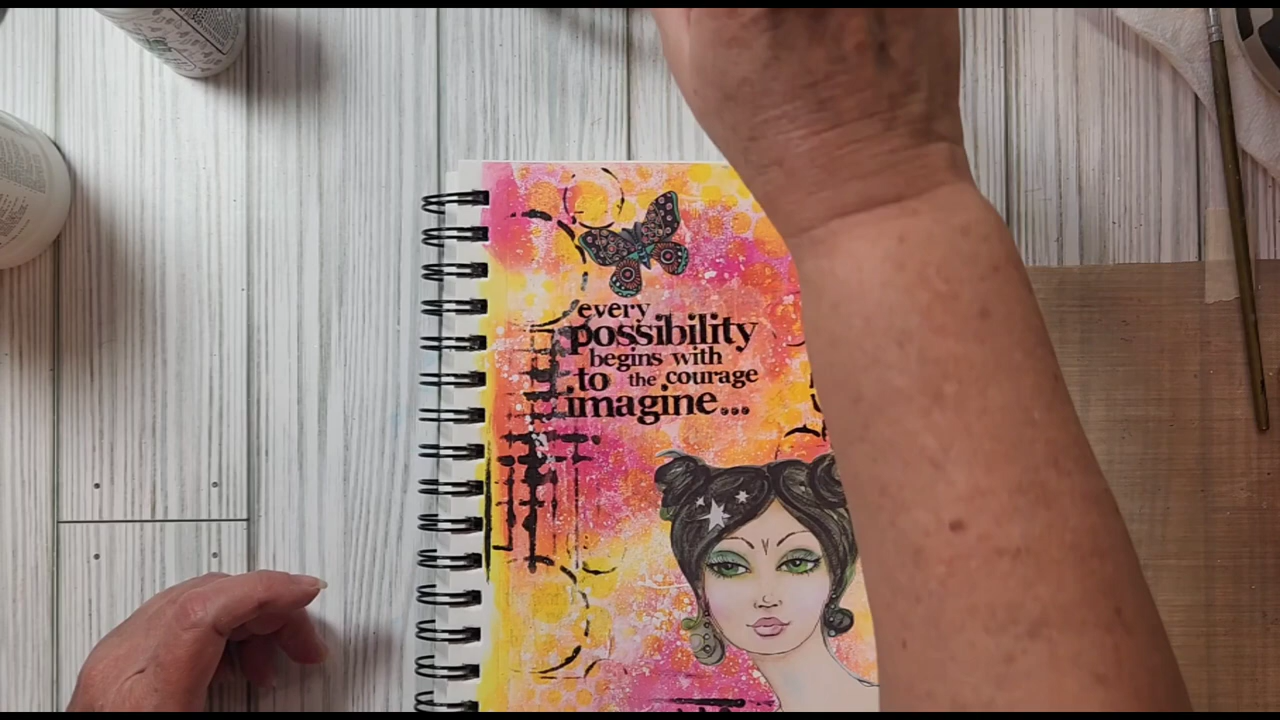 every
possibility
begins with
to the courage
imagine...